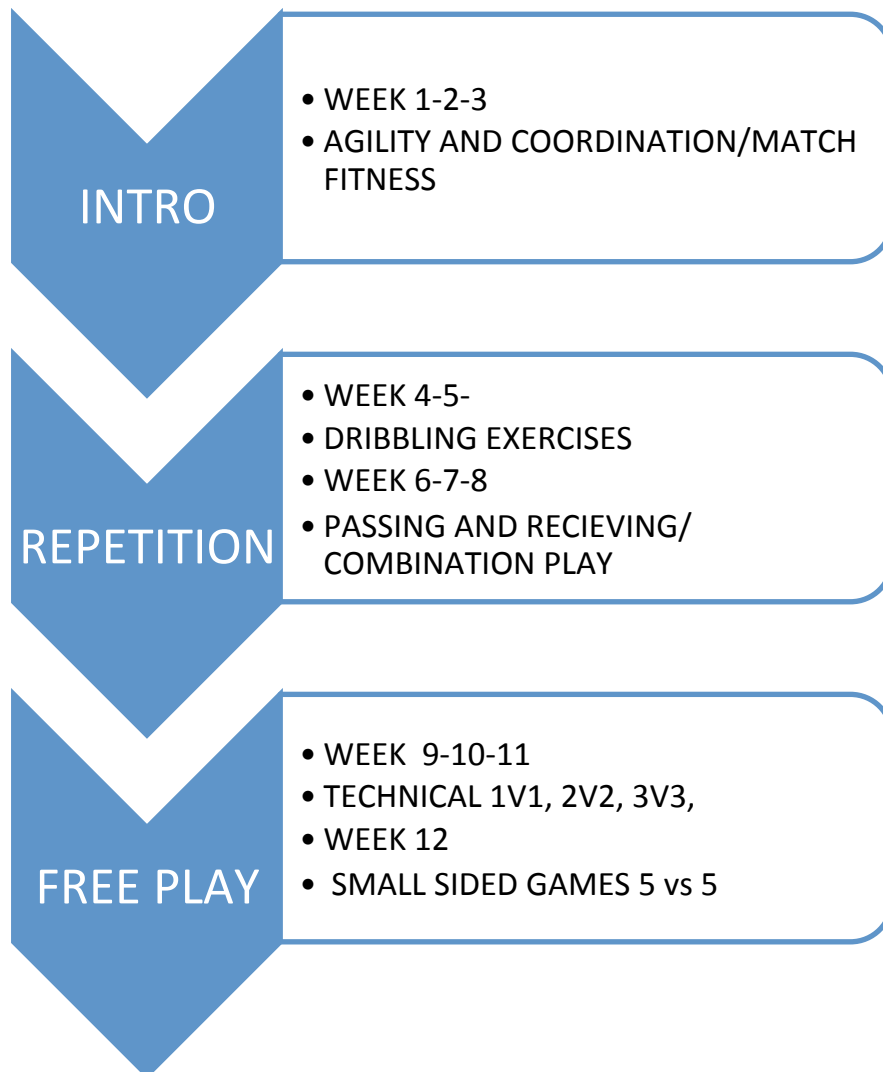 INTRO
• WEEK 1-2-3
• AGILITY AND COORDINATION/MATCH
FITNESS
REPETITION
• WEEK 4-5-
• DRIBBLING EXERCISES
• WEEK 6-7-8
• PASSING AND RECIEVING/
COMBINATION PLAY
FREE PLAY
• WEEK  9-10-11
• TECHNICAL 1V1, 2V2, 3V3,
• WEEK 12
•  SMALL SIDED GAMES 5 vs 5